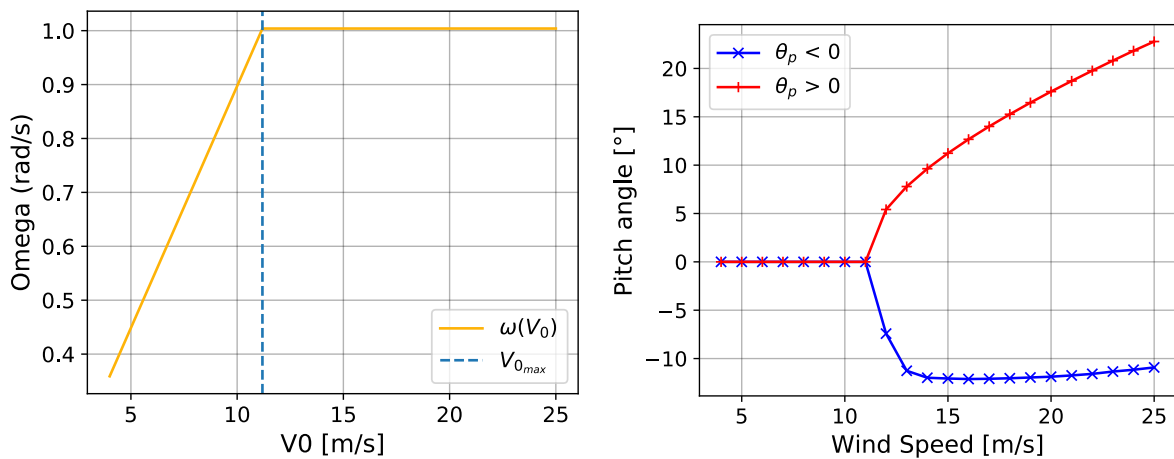 1.0
0.9
0.8
0.7
0.6
0.5
0.4
Omega (rad/s)
ω(V₀)
V₀ₘₐₓ
5 10 15 20 25
V0 [m/s]
20
15
10
5
0
−5
−10
Pitch angle [°]
θₚ < 0
θₚ > 0
5 10 15 20 25
Wind Speed [m/s]